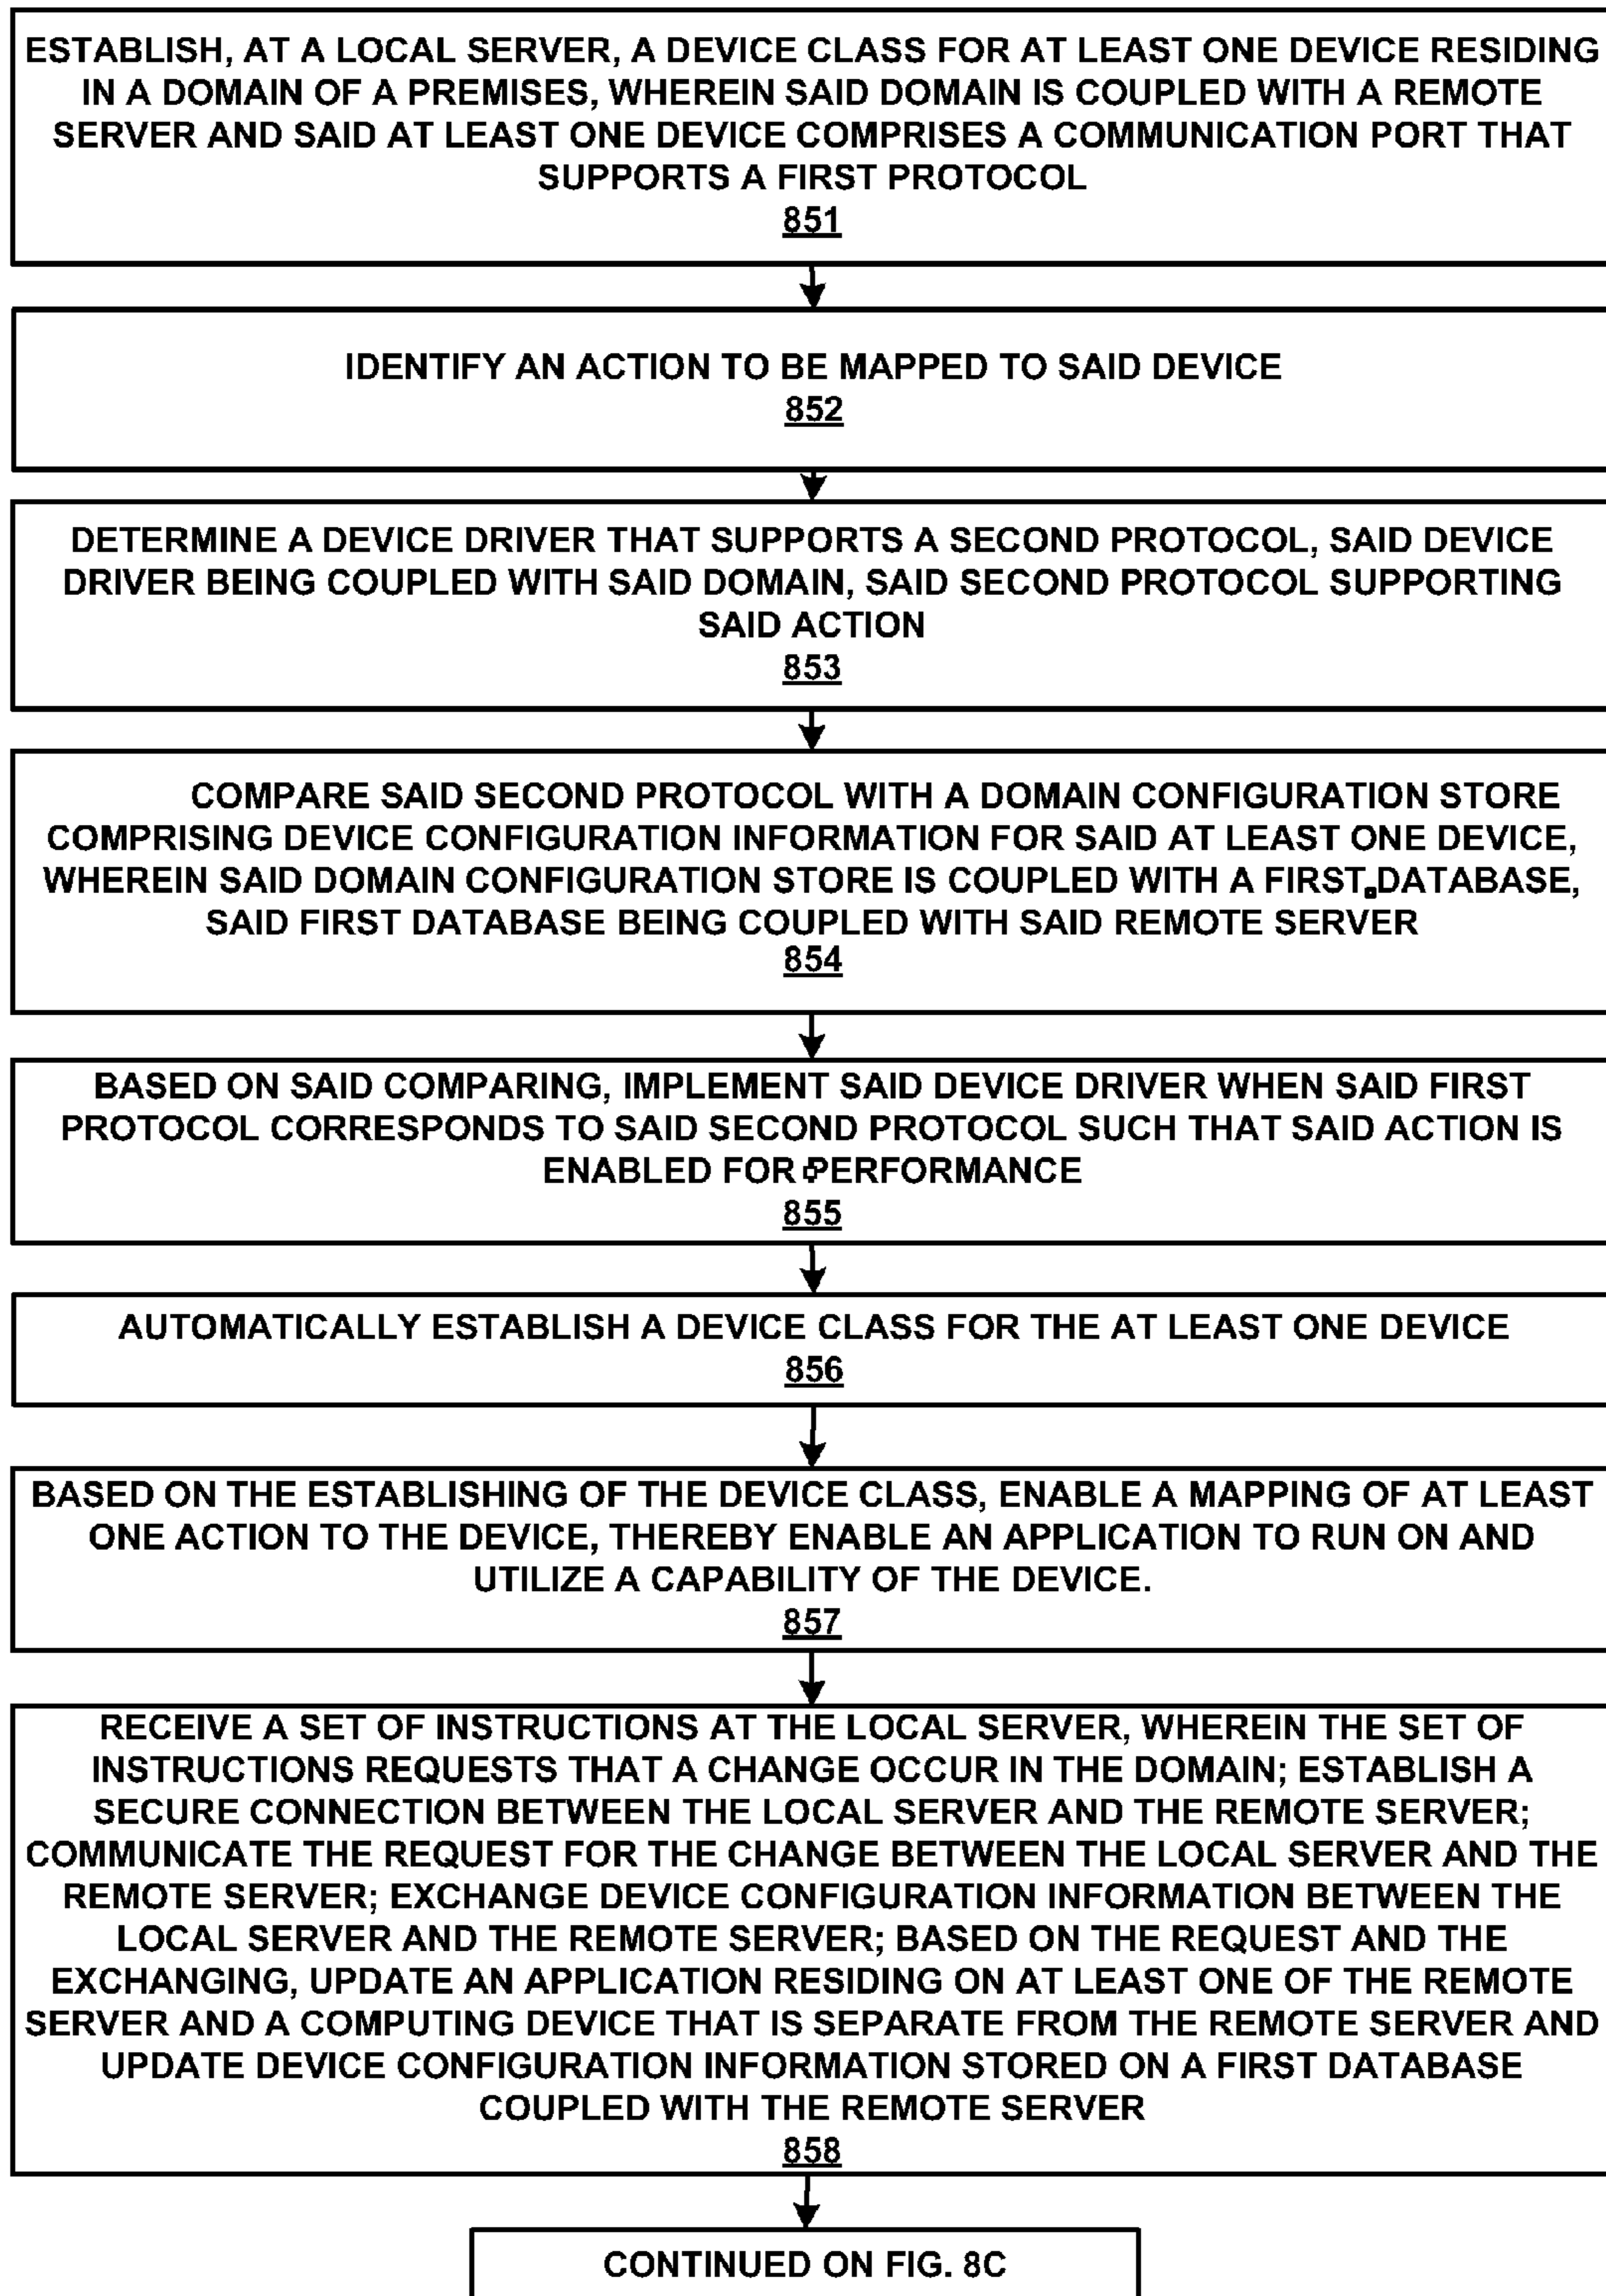 ESTABLISH, AT A LOCAL SERVER, A DEVICE CLASS FOR AT LEAST ONE DEVICE RESIDING
IN A DOMAIN OF A PREMISES, WHEREIN SAID DOMAIN IS COUPLED WITH A REMOTE
SERVER AND SAID AT LEAST ONE DEVICE COMPRISES A COMMUNICATION PORT THAT
SUPPORTS A FIRST PROTOCOL
851
IDENTIFY AN ACTION TO BE MAPPED TO SAID DEVICE
852
DETERMINE A DEVICE DRIVER THAT SUPPORTS A SECOND PROTOCOL, SAID DEVICE
DRIVER BEING COUPLED WITH SAID DOMAIN, SAID SECOND PROTOCOL SUPPORTING
SAID ACTION
853
COMPARE SAID SECOND PROTOCOL WITH A DOMAIN CONFIGURATION STORE
COMPRISING DEVICE CONFIGURATION INFORMATION FOR SAID AT LEAST ONE DEVICE,
WHEREIN SAID DOMAIN CONFIGURATION STORE IS COUPLED WITH A FIRST DATABASE,
SAID FIRST DATABASE BEING COUPLED WITH SAID REMOTE SERVER
854
BASED ON SAID COMPARING, IMPLEMENT SAID DEVICE DRIVER WHEN SAID FIRST
PROTOCOL CORRESPONDS TO SAID SECOND PROTOCOL SUCH THAT SAID ACTION IS
ENABLED FOR PERFORMANCE
855
AUTOMATICALLY ESTABLISH A DEVICE CLASS FOR THE AT LEAST ONE DEVICE
856
BASED ON THE ESTABLISHING OF THE DEVICE CLASS, ENABLE A MAPPING OF AT LEAST
ONE ACTION TO THE DEVICE, THEREBY ENABLE AN APPLICATION TO RUN ON AND
UTILIZE A CAPABILITY OF THE DEVICE.
857
RECEIVE A SET OF INSTRUCTIONS AT THE LOCAL SERVER, WHEREIN THE SET OF
INSTRUCTIONS REQUESTS THAT A CHANGE OCCUR IN THE DOMAIN; ESTABLISH A
SECURE CONNECTION BETWEEN THE LOCAL SERVER AND THE REMOTE SERVER;
COMMUNICATE THE REQUEST FOR THE CHANGE BETWEEN THE LOCAL SERVER AND THE
REMOTE SERVER; EXCHANGE DEVICE CONFIGURATION INFORMATION BETWEEN THE
LOCAL SERVER AND THE REMOTE SERVER; BASED ON THE REQUEST AND THE
EXCHANGING, UPDATE AN APPLICATION RESIDING ON AT LEAST ONE OF THE REMOTE
SERVER AND A COMPUTING DEVICE THAT IS SEPARATE FROM THE REMOTE SERVER AND
UPDATE DEVICE CONFIGURATION INFORMATION STORED ON A FIRST DATABASE
COUPLED WITH THE REMOTE SERVER
858
CONTINUED ON FIG. 8C